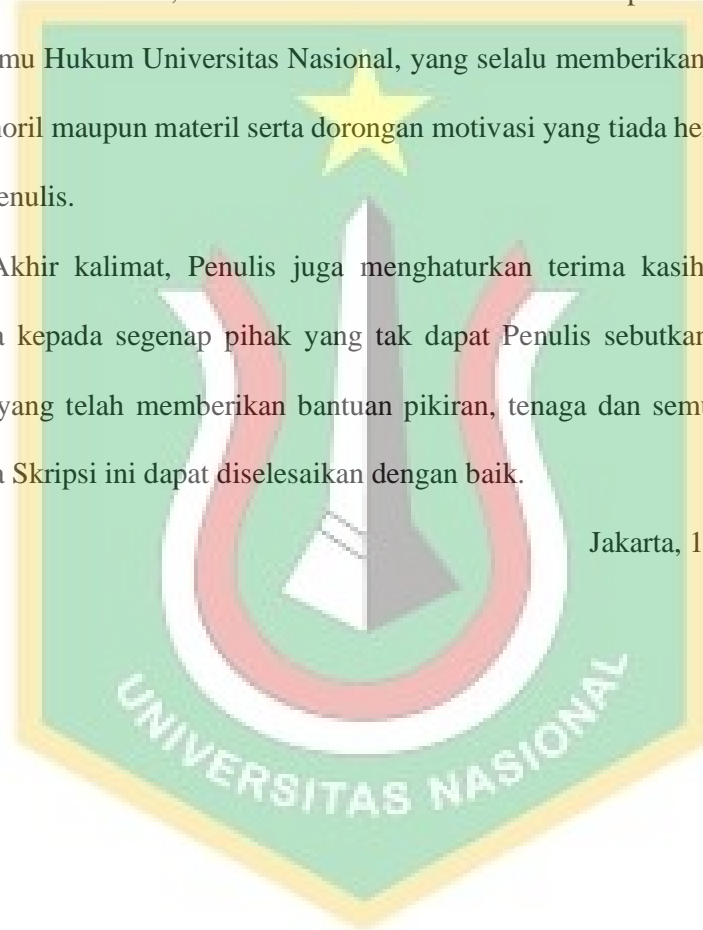 mu Hukum Universitas Nasional, yang selalu memberikan
oril maupun materil serta dorongan motivasi yang tiada he
enulis.
Akhir kalimat, Penulis juga menghaturkan terima kasih
a kepada segenap pihak yang tak dapat Penulis sebutkan
yang telah memberikan bantuan pikiran, tenaga dan semu
a Skripsi ini dapat diselesaikan dengan baik.
Jakarta, 1
UNIVERSITAS NASIONAL